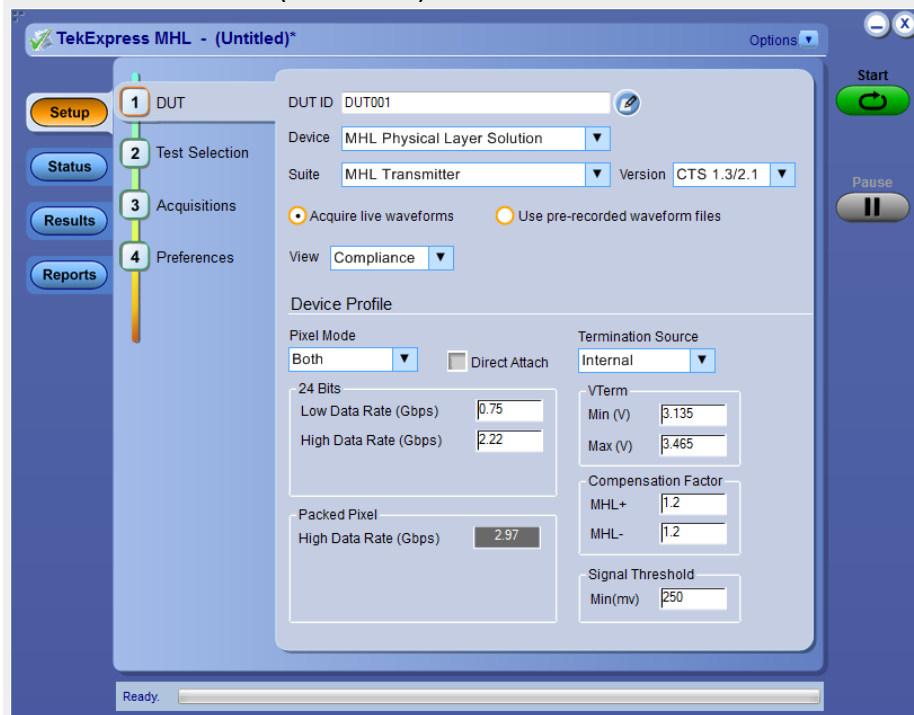 TekExpress MHL - (Untitled)*
Options
X
Start
Pause
Setup
Status
Results
Reports
1 DUT
2 Test Selection
3 Acquisitions
4 Preferences
DUT ID DUT001
Device MHL Physical Layer Solution
Suite MHL Transmitter Version CTS 1.3/2.1
Acquire live waveforms Use pre-recorded waveform files
View Compliance
Device Profile
Pixel Mode
Both
Direct Attach
Termination Source
Internal
24 Bits
Low Data Rate (Gbps) 0.75
High Data Rate (Gbps) 2.22
Packed Pixel
High Data Rate (Gbps) 2.97
VTerm
Min (V) 3.135
Max (V) 3.465
Compensation Factor
MHL+ 1.2
MHL- 1.2
Signal Threshold
Min(mv) 250
Ready.